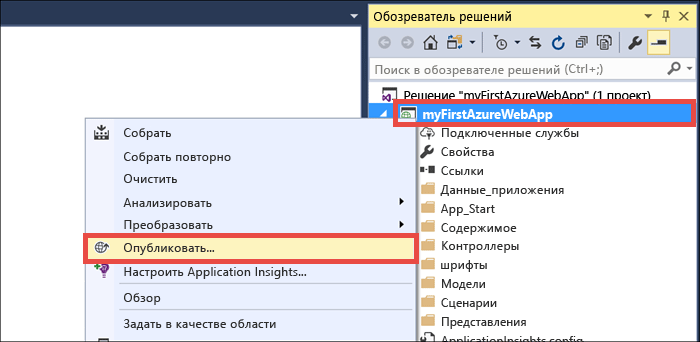 Обозреватель решений
Поиск в обозревателе решений (Ctrl+;)
Решение "myFirstAzureWebApp" (1 проект)
myFirstAzureWebApp
Подключенные службы
Свойства
Ссылки
Данные_приложения
App_Start
Содержимое
Контроллеры
шрифты
Модели
Сценарии
Представления
ApplicationInsights.config
Собрать
Собрать повторно
Очистить
Анализировать
Преобразовать
Опубликовать...
Настроить Application Insights...
Обзор
Задать в качестве области